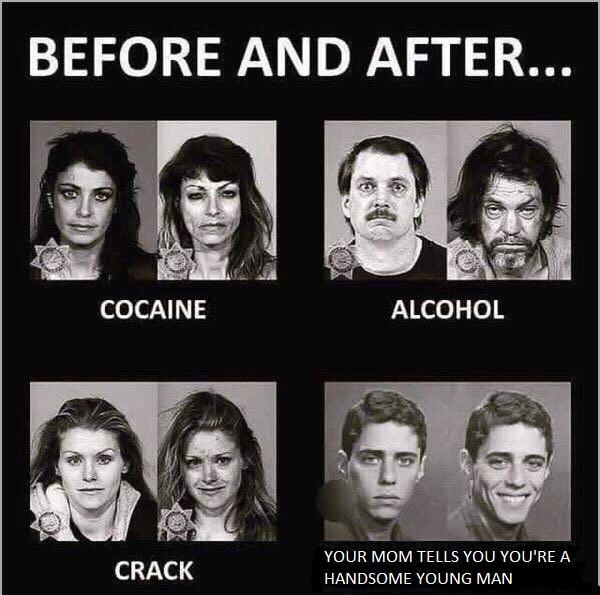 BEFORE AND AFTER...
COCAINE
ALCOHOL
CRACK
YOUR MOM TELLS YOU YOU'RE A
HANDSOME YOUNG MAN